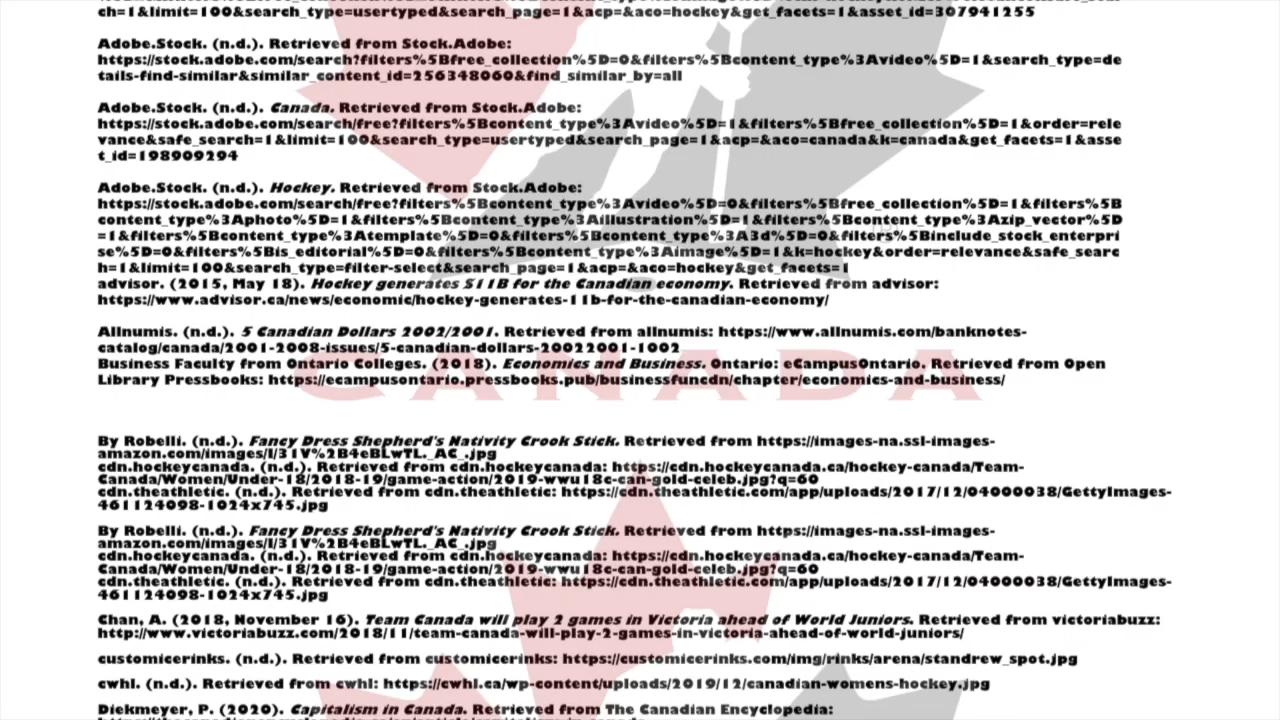 ch=1&limit=100&search_type=usertyped&search_page=1&acp=&aco=hockey&get_facets=1&asset_id=307941255
Adobe.Stock. (n.d.). Retrieved from Stock.Adobe:
https://stock.adobe.com/search?filters%5Bfree_collection%5D=0&filters%5Bcontent_type%3Avideo%5D=1&search_type=de
tails-find-similar&similar_content_id=256348060&find_similar_by=all
Adobe.Stock. (n.d.). Canada. Retrieved from Stock.Adobe:
https://stock.adobe.com/search/free?filters%5Bcontent_type%3Avideo%5D=1&filters%5Bfree_collection%5D=1&order=rele
vance&safe_search=1&limit=100&search_type=usertyped&search_page=1&acp=&aco=canada&k=canada&get_facets=1&asse
t_id=198909294
Adobe.Stock. (n.d.). Hockey. Retrieved from Stock.Adobe:
https://stock.adobe.com/search/free?filters%5Bcontent_type%3Avideo%5D=0&filters%5Bfree_collection%5D=1&filters%5B
content_type%3Aphoto%5D=1&filters%5Bcontent_type%3Aillustration%5D=1&filters%5Bcontent_type%3Azip_vector%5D
=1&filters%5Bcontent_type%3Atemplate%5D=0&filters%5Bcontent_type%3A3d%5D=0&filters%5Binclude_stock_enterpri
se%5D=0&filters%5Bis_editorial%5D=0&filters%5Bcontent_type%3Aimage%5D=1&k=hockey&order=relevance&safe_searc
h=1&limit=100&search_type=filter-select&search_page=1&acp=&aco=hockey&get_facets=1
advisor. (2015, May 18). Hockey generates $11B for the Canadian economy. Retrieved from advisor:
https://www.advisor.ca/news/economic/hockey-generates-11b-for-the-canadian-economy/
Allnumis. (n.d.). 5 Canadian Dollars 2002/2001. Retrieved from allnumis: https://www.allnumis.com/banknotes-
catalog/canada/2001-2008-issues/5-canadian-dollars-20022001-1002
CANADA
Business Faculty from Ontario Colleges. (2018). Economics and Business. Ontario: eCampusOntario. Retrieved from Open
Library Pressbooks: https://ecampusontario.pressbooks.pub/businessfuncdn/chapter/economics-and-business/
By Robelli. (n.d.). Fancy Dress Shepherd's Nativity Crook Stick. Retrieved from https://images-na.ssl-images-
amazon.com/images/I/31V%2B4eBLwTL._AC_.jpg
cdn.hockeycanada. (n.d.). Retrieved from cdn.hockeycanada: https://cdn.hockeycanada.ca/hockey-canada/Team-
Canada/Women/Under-18/2018-19/game-action/2019-wwu18c-can-gold-celeb.jpg?q=60
cdn.theathletic. (n.d.). Retrieved from cdn.theathletic: https://cdn.theathletic.com/app/uploads/2017/12/04000038/GettyImages-
461124098-1024x745.jpg
By Robelli. (n.d.). Fancy Dress Shepherd's Nativity Crook Stick. Retrieved from https://images-na.ssl-images-
amazon.com/images/I/31V%2B4eBLwTL._AC_.jpg
cdn.hockeycanada. (n.d.). Retrieved from cdn.hockeycanada: https://cdn.hockeycanada.ca/hockey-canada/Team-
Canada/Women/Under-18/2018-19/game-action/2019-wwu18c-can-gold-celeb.jpg?q=60
cdn.theathletic. (n.d.). Retrieved from cdn.theathletic: https://cdn.theathletic.com/app/uploads/2017/12/04000038/GettyImages-
461124098-1024x745.jpg
Chan, A. (2018, November 16). Team Canada will play 2 games in Victoria ahead of World Juniors. Retrieved from victoriabuzz:
http://www.victoriabuzz.com/2018/11/team-canada-will-play-2-games-in-victoria-ahead-of-world-juniors/
customicerinks. (n.d.). Retrieved from customicerinks: https://customicerinks.com/img/rinks/arena/standrew_spot.jpg
cwhl. (n.d.). Retrieved from cwhl: https://cwhl.ca/wp-content/uploads/2019/12/canadian-womens-hockey.jpg
Diekmeyer, P. (2020). Capitalism in Canada. Retrieved from The Canadian Encyclopedia: